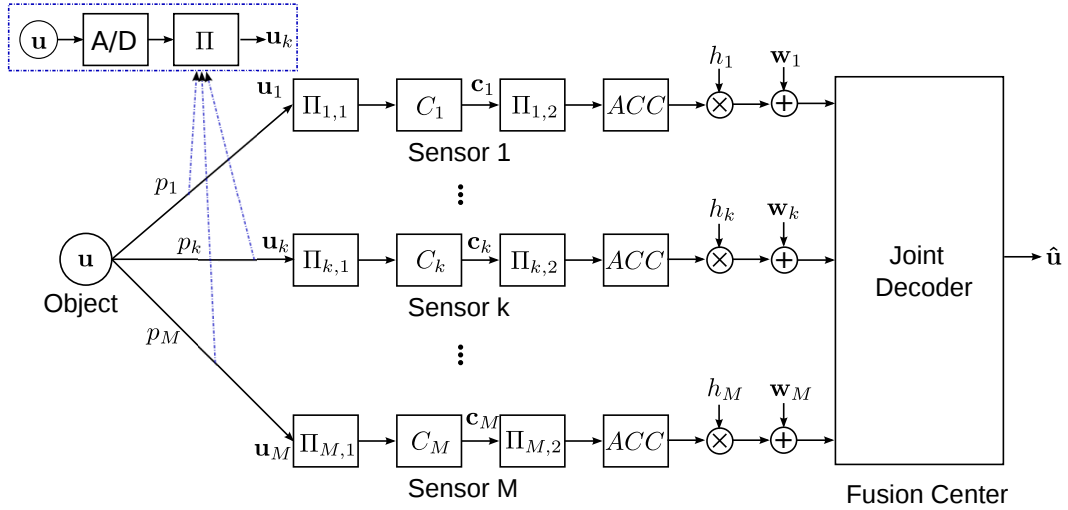 u A/D Π u_k
u_1 Π_{1,1} C_1 c_1 Π_{1,2} ACC h_1 × w_1 +
Sensor 1
p_1
⋮
u
Object
p_k u_k Π_{k,1} C_k c_k Π_{k,2} ACC h_k × w_k +
Sensor k
Joint
Decoder
û
p_M
⋮
u_M Π_{M,1} C_M c_M Π_{M,2} ACC h_M × w_M +
Sensor M
Fusion Center